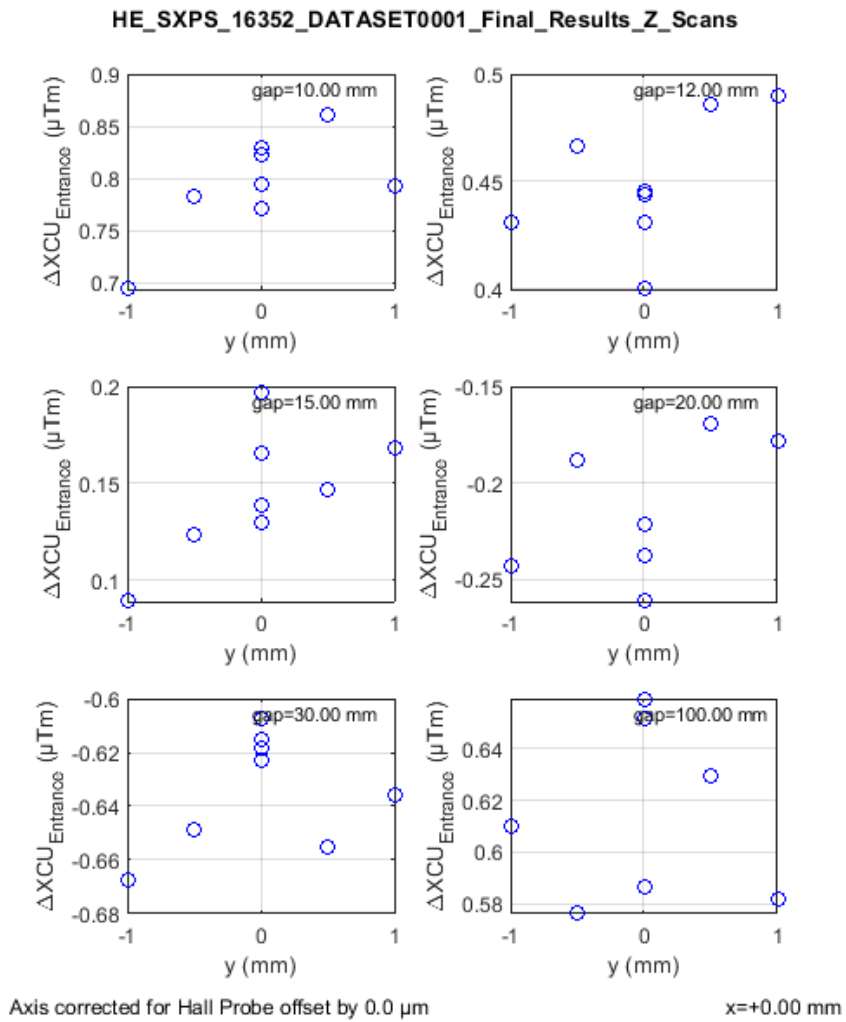 HE_SXPS_16352_DATASET0001_Final_Results_Z_Scans
0.9
0.85
0.8
0.75
0.7
-1
0
1
ΔXCU_Entrance (μTm)
y (mm)
gap=10.00 mm
0.5
0.45
0.4
-1
0
1
ΔXCU_Entrance (μTm)
y (mm)
gap=12.00 mm
0.2
0.15
0.1
-1
0
1
ΔXCU_Entrance (μTm)
y (mm)
gap=15.00 mm
-0.15
-0.2
-0.25
-1
0
1
ΔXCU_Entrance (μTm)
y (mm)
gap=20.00 mm
-0.6
-0.62
-0.64
-0.66
-0.68
-1
0
1
ΔXCU_Entrance (μTm)
y (mm)
gap=30.00 mm
0.64
0.62
0.6
0.58
-1
0
1
ΔXCU_Entrance (μTm)
y (mm)
gap=100.00 mm
Axis corrected for Hall Probe offset by 0.0 μm
x=+0.00 mm